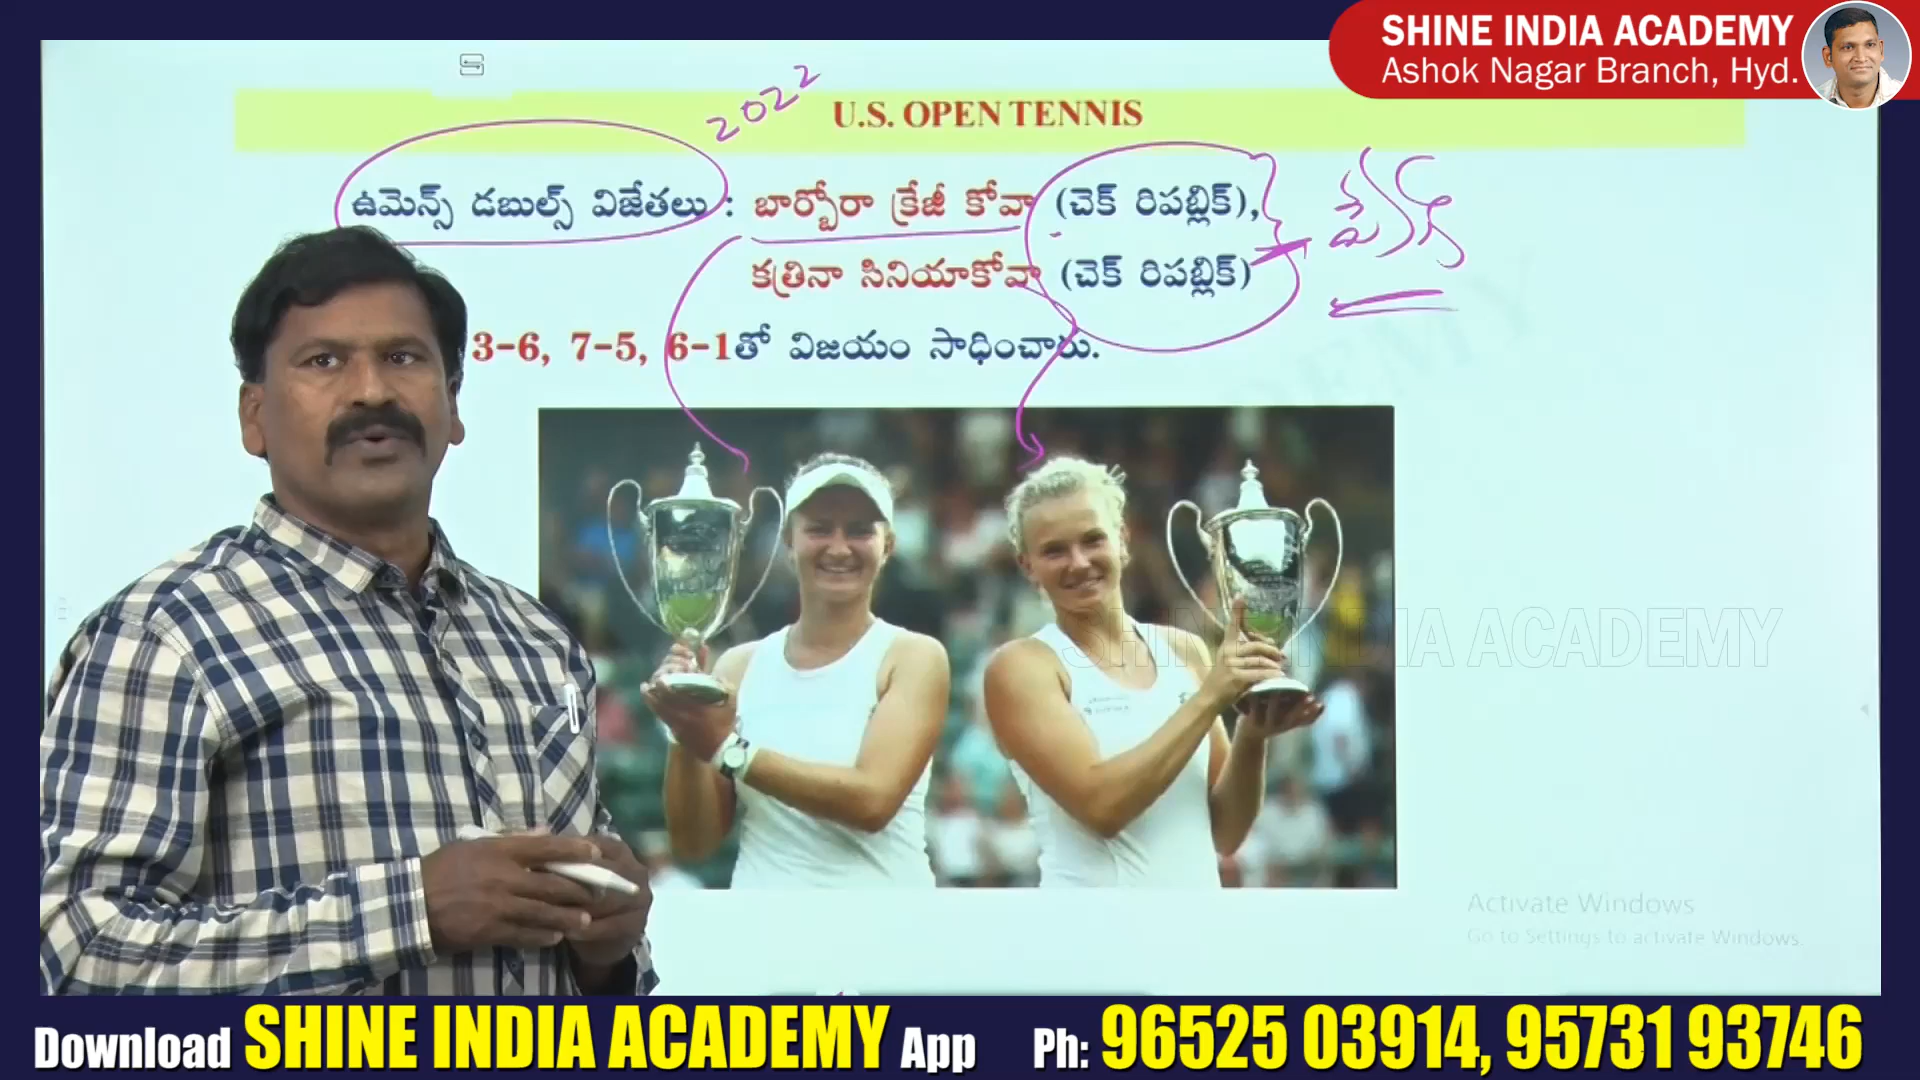 SHINE INDIA ACADEMY
Ashok Nagar Branch, Hyd.
2022
U.S. OPEN TENNIS
ఉమెన్స్ డబుల్స్ విజేతలు : బార్బోరా క్రేజీ కోవా (చెక్ రిపబ్లిక్),
కత్రినా సినియాకోవా (చెక్ రిపబ్లిక్)
3-6, 7-5, 6-1తో విజయం సాధించారు.
SHINE INDIA ACADEMY
Activate Windows
Go to Settings to activate Windows.
Download SHINE INDIA ACADEMY App Ph: 96525 03914, 95731 93746